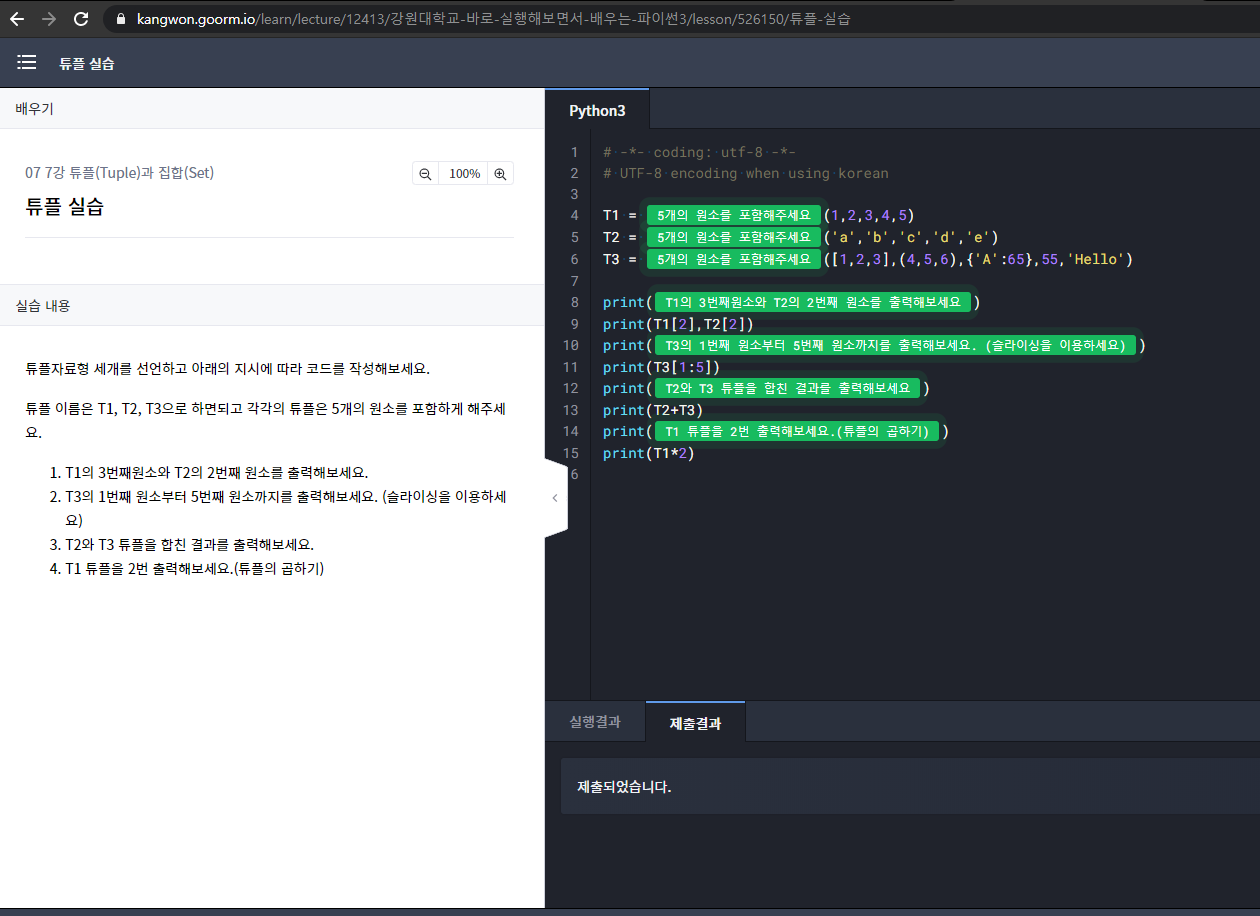 kangwon.goorm.io/learn/lecture/12413/강원대학교-바로-실행해보면서-배우는-파이썬3/lesson/526150/튜플-실습
튜플 실습
배우기
07 7강 튜플(Tuple)과 집합(Set)
100%
튜플 실습
실습 내용
튜플자료형 세개를 선언하고 아래의 지시에 따라 코드를 작성해보세요.
튜플 이름은 T1, T2, T3으로 하면되고 각각의 튜플은 5개의 원소를 포함하게 해주세
요.
1. T1의 3번째원소와 T2의 2번째 원소를 출력해보세요.
2. T3의 1번째 원소부터 5번째 원소까지를 출력해보세요. (슬라이싱을 이용하세
요)
3. T2와 T3 튜플을 합친 결과를 출력해보세요.
4. T1 튜플을 2번 출력해보세요.(튜플의 곱하기)
Python3
1 # -*- coding: utf-8 -*-
2 # UTF-8 encoding when using korean
3
4 T1 = 5개의 원소를 포함해주세요 (1,2,3,4,5)
5 T2 = 5개의 원소를 포함해주세요 ('a','b','c','d','e')
6 T3 = 5개의 원소를 포함해주세요 ([1,2,3],(4,5,6),{'A':65},55,'Hello')
7
8 print( T1의 3번째원소와 T2의 2번째 원소를 출력해보세요 )
9 print(T1[2],T2[2])
10 print( T3의 1번째 원소부터 5번째 원소까지를 출력해보세요. (슬라이싱을 이용하세요) )
11 print(T3[1:5])
12 print( T2와 T3 튜플을 합친 결과를 출력해보세요 )
13 print(T2+T3)
14 print( T1 튜플을 2번 출력해보세요.(튜플의 곱하기) )
15 print(T1*2)
6
실행결과 제출결과
제출되었습니다.